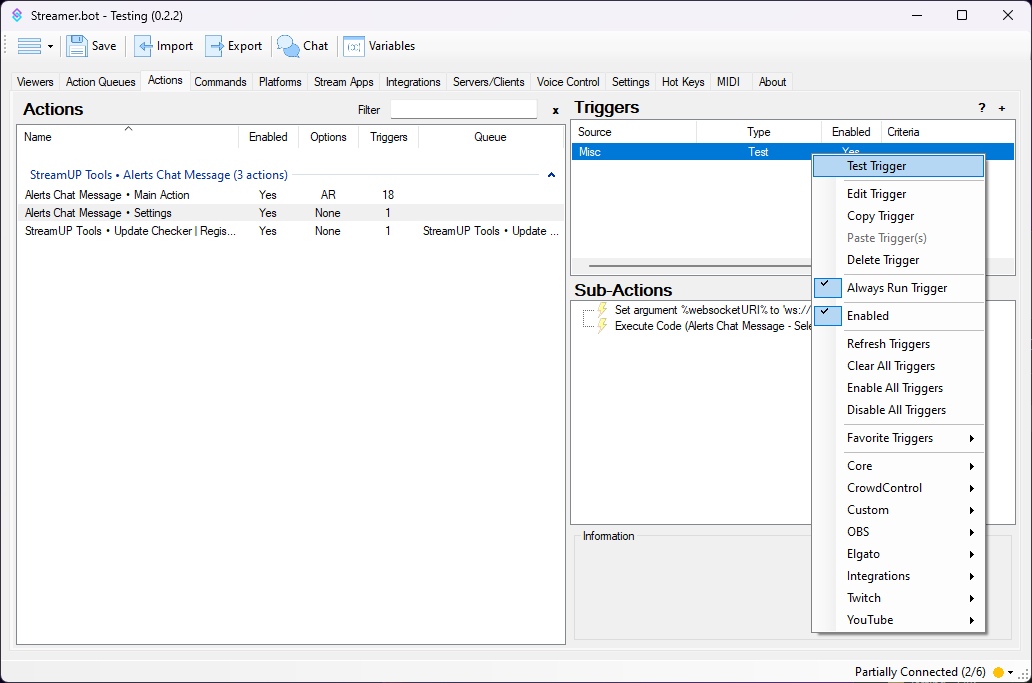 Streamer.bot - Testing (0.2.2)
Save Import Export Chat Variables
Viewers Action Queues Actions Commands Platforms Stream Apps Integrations Servers/Clients Voice Control Settings Hot Keys MIDI About
Actions
Filter
x
Name Enabled Options Triggers Queue
StreamUP Tools • Alerts Chat Message (3 actions)
Alerts Chat Message • Main Action Yes AR 18
Alerts Chat Message • Settings Yes None 1
StreamUP Tools • Update Checker | Regis... Yes None 1 StreamUP Tools • Update ...
Triggers
? +
Source Type Enabled Criteria
Misc Test Yes
Test Trigger
Edit Trigger
Copy Trigger
Paste Trigger(s)
Delete Trigger
Always Run Trigger
Enabled
Refresh Triggers
Clear All Triggers
Enable All Triggers
Disable All Triggers
Favorite Triggers
Core
CrowdControl
Custom
OBS
Elgato
Integrations
Twitch
YouTube
Sub-Actions
Set argument %websocketURI% to 'ws://
Execute Code (Alerts Chat Message - Sele
Information
Partially Connected (2/6)